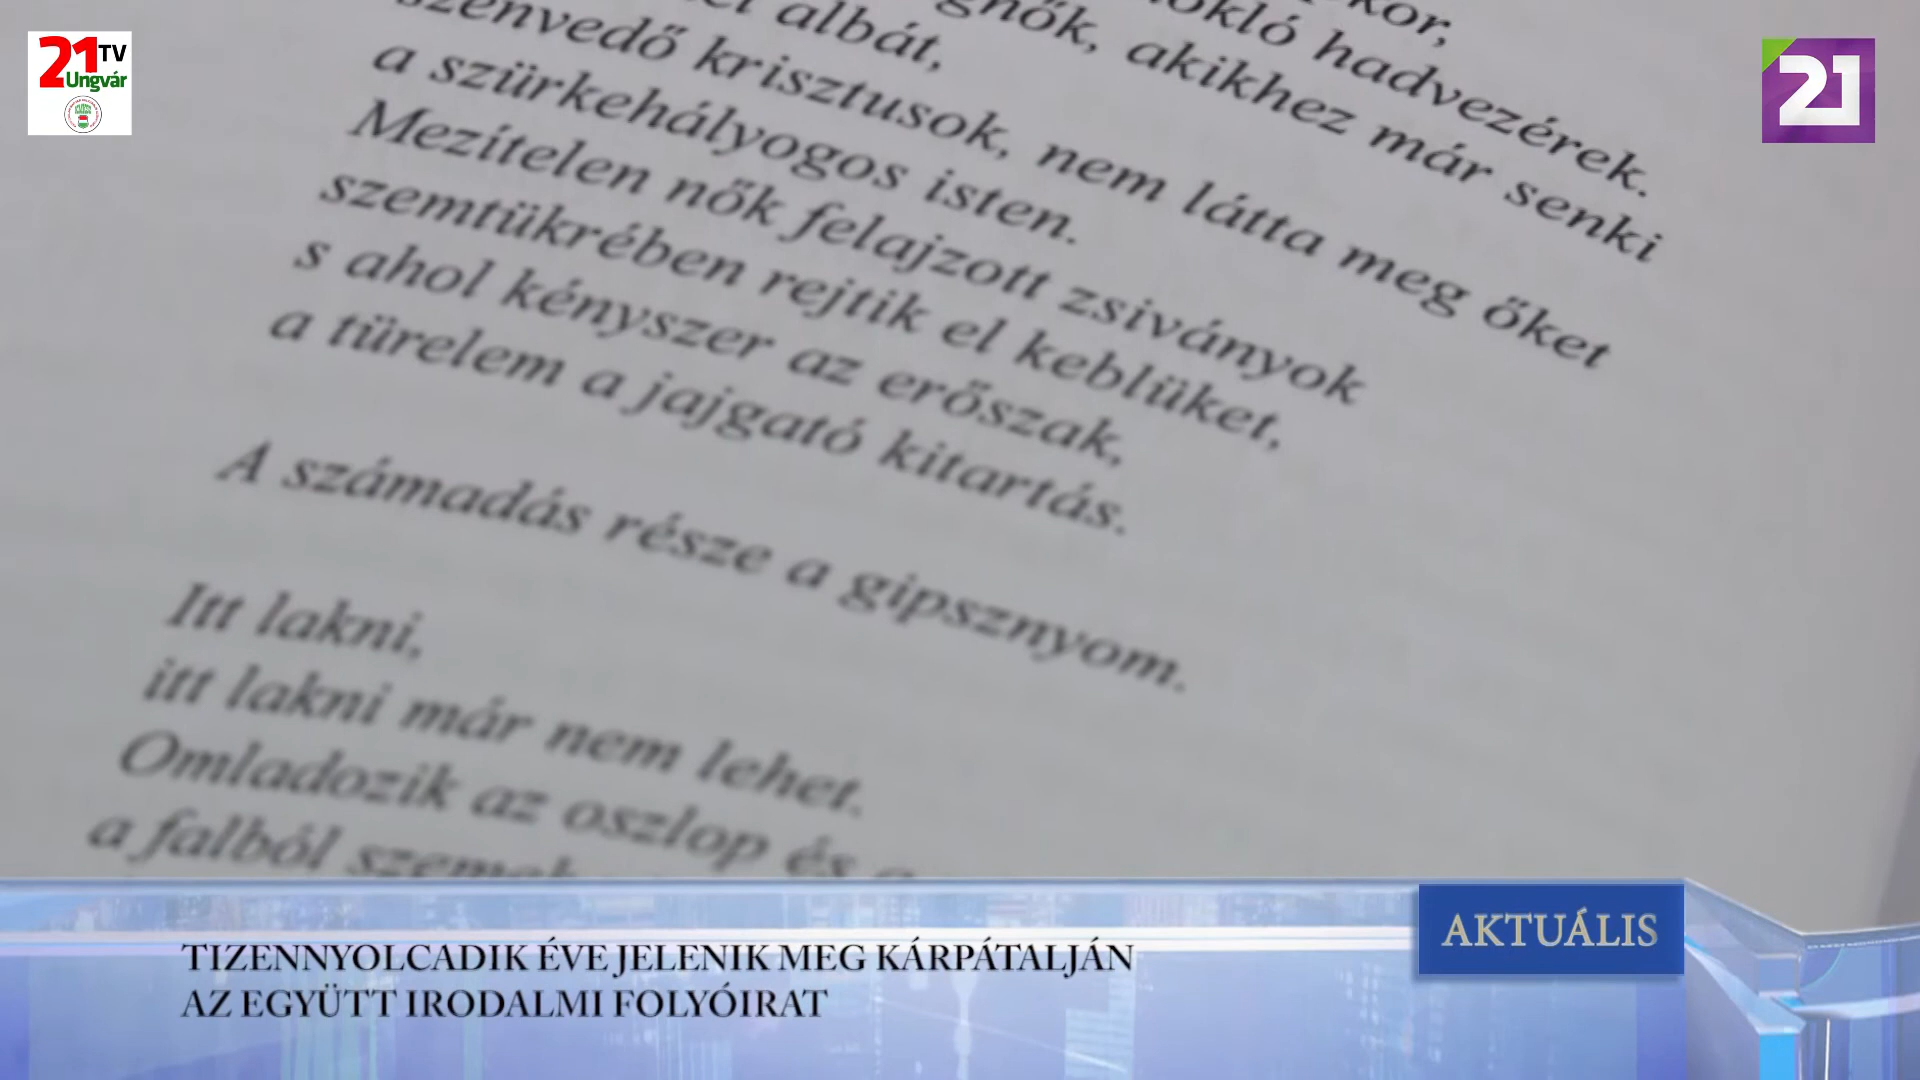 21 TV
Ungvár
21
hadvezérek.
albát,
akikhez már senki
szenvedő krisztusok, nem látta meg őket
a szürkehályogos isten.
Mezítelen nők felajzott zsiványok
szemtükrében rejtik el keblüket,
s ahol kényszer az erőszak,
a türelem a jajgató kitartás.
A számadás része a gipsznyom.
Itt lakni,
itt lakni már nem lehet.
Omladozik az oszlop és a
a falból
AKTUÁLIS
TIZENNYOLCADIK ÉVE JELENIK MEG KÁRPÁTALJÁN
AZ EGYÜTT IRODALMI FOLYÓIRAT